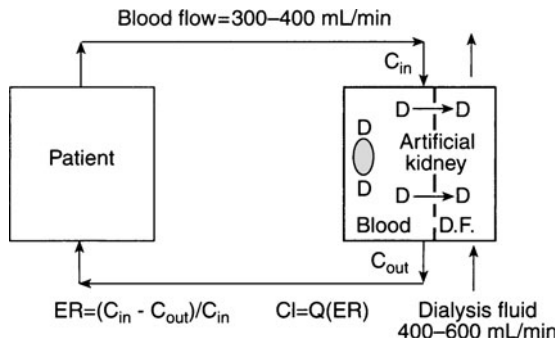 Blood flow=300–400 mL/min
C_in
D D
D
Patient
Artificial
kidney
D
D D
Blood D.F.
C_out
ER=(C_in - C_out)/C_in Cl=Q(ER)
Dialysis fluid
400–600 mL/min